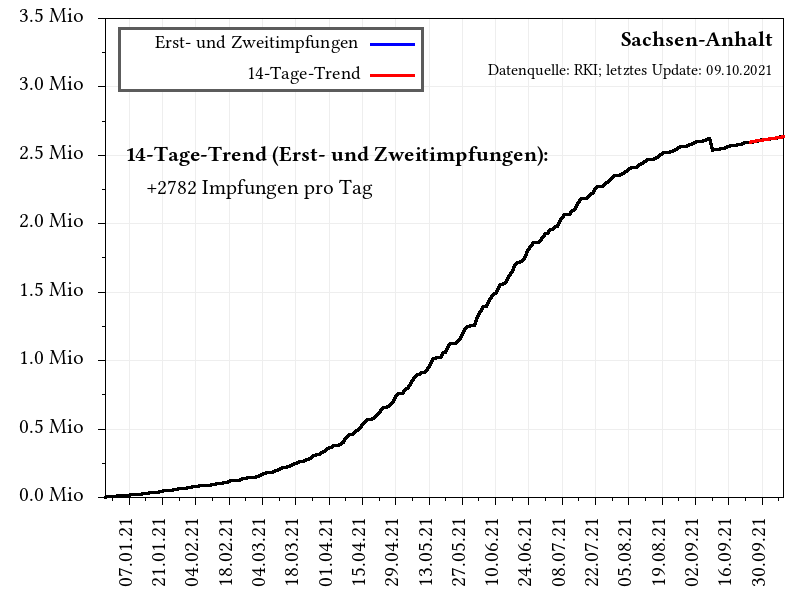 3.5 Mio
3.0 Mio
2.5 Mio
2.0 Mio
1.5 Mio
1.0 Mio
0.5 Mio
0.0 Mio
Erst- und Zweitimpfungen
14-Tage-Trend
Sachsen-Anhalt
Datenquelle: RKI; letztes Update: 09.10.2021
14-Tage-Trend (Erst- und Zweitimpfungen):
+2782 Impfungen pro Tag
07.01.21
21.01.21
04.02.21
18.02.21
04.03.21
18.03.21
01.04.21
15.04.21
29.04.21
13.05.21
27.05.21
10.06.21
24.06.21
08.07.21
22.07.21
05.08.21
19.08.21
02.09.21
16.09.21
30.09.21